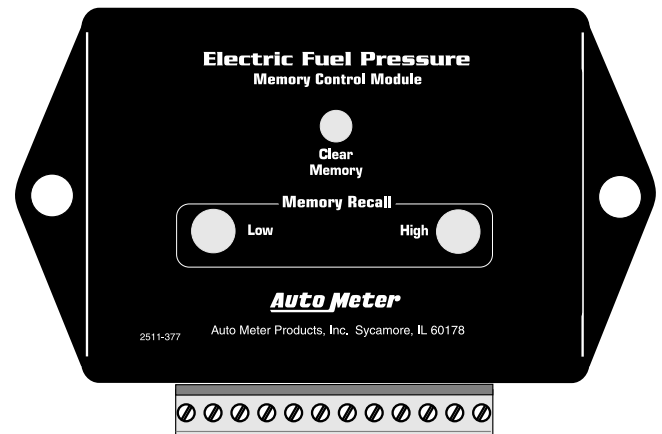 Electric Fuel Pressure
Memory Control Module
Clear
Memory
Memory Recall
Low High
Auto Meter
2511-377 Auto Meter Products, Inc. Sycamore, IL 60178